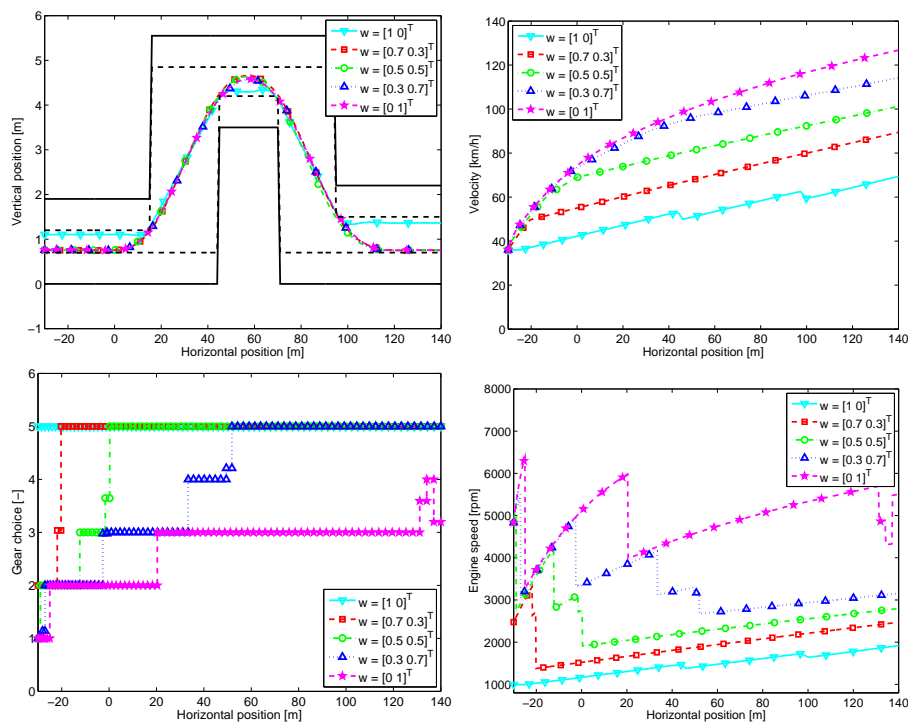 6
5
4
3
2
1
0
−1
−20 0 20 40 60 80 100 120 140
Horizontal position [m]
Vertical position [m]
w = [1 0]T
w = [0.7 0.3]T
w = [0.5 0.5]T
w = [0.3 0.7]T
w = [0 1]T
140
120
100
80
60
40
20
0
−20 0 20 40 60 80 100 120 140
Horizontal position [m]
Velocity [km/h]
w = [1 0]T
w = [0.7 0.3]T
w = [0.5 0.5]T
w = [0.3 0.7]T
w = [0 1]T
6
5
4
3
2
1
0
−20 0 20 40 60 80 100 120 140
Horizontal position [m]
Gear choice [-]
w = [1 0]T
w = [0.7 0.3]T
w = [0.5 0.5]T
w = [0.3 0.7]T
w = [0 1]T
8000
7000
6000
5000
4000
3000
2000
1000
−20 0 20 40 60 80 100 120 140
Horizontal position [m]
Engine speed (rpm)
w = [1 0]T
w = [0.7 0.3]T
w = [0.5 0.5]T
w = [0.3 0.7]T
w = [0 1]T